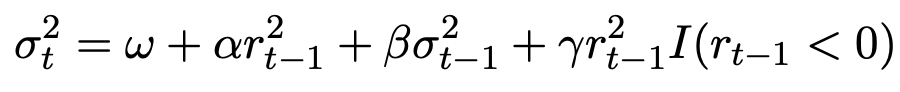 σ_t^2 = ω + αr_{t−1}^2 + βσ_{t−1}^2 + γr_{t−1}^2 I(r_{t−1} < 0)